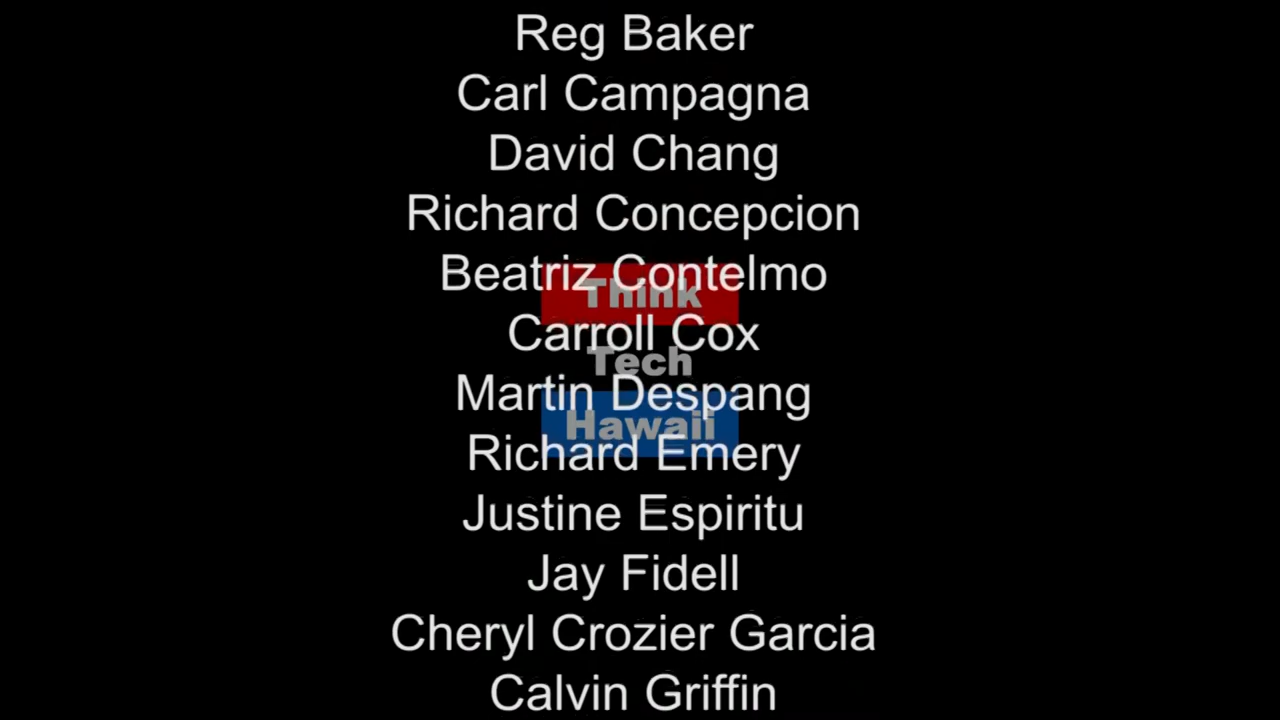 Reg Baker
Carl Campagna
David Chang
Richard Concepcion
Beatriz Contelmo
Think
Carroll Cox
Tech
Martin Despang
Hawaii
Richard Emery
Justine Espiritu
Jay Fidell
Cheryl Crozier Garcia
Calvin Griffin